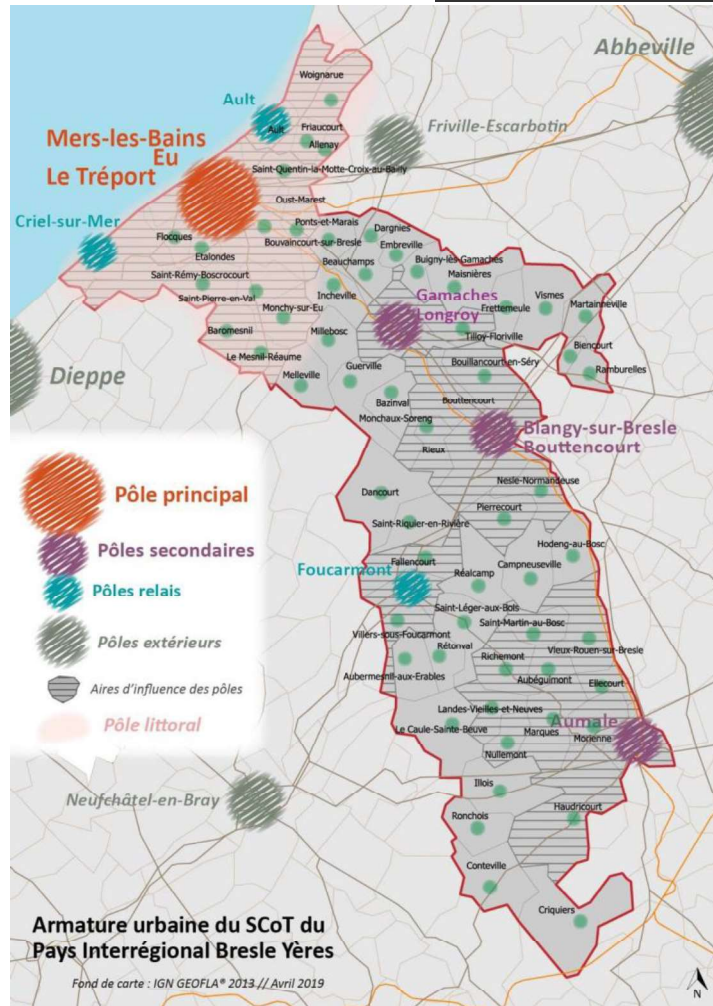 Abbeville
Woignarue
Ault
Ault
Friaucourt
Allenay
Friville-Escarbotin
Mers-les-Bains
Eu
Le Tréport
Saint-Quentin-la-Motte-Croix-au-Bailly
Oust-Marest
Criel-sur-Mer
Flocques
Etalondes
Ponts-et-Marais
Bouvaincourt-sur-Bresle
Dargnies
Embreville
Beauchamps
Buigny-lès-Gamaches
Maisnières
Saint-Rémy-Boscrocourt
Saint-Pierre-en-Val
Incheville
Gamaches
Longroy
Frettemeule
Vismes
Martainneville
Monchy-sur-Eu
Baromesnil
Millebosc
Tilloy-Floriville
Biencourt
Ramburelles
Le Mesnil-Réaume
Melleville
Guerville
Bouillancourt-en-Séry
Dieppe
Bazinval
Bouttencourt
Monchaux-Soreng
Blangy-sur-Bresle
Bouttencourt
Rieux
Pôle principal
Nesle-Normandeuse
Dancourt
Pierrecourt
Saint-Riquier-en-Rivière
Pôles secondaires
Hodeng-au-Bosc
Fallencourt
Foucarmont
Réalcamp
Campneuseville
Pôles relais
Saint-Léger-aux-Bois
Saint-Martin-au-Bosc
Villers-sous-Foucarmont
Pôles extérieurs
Rétonval
Richemont
Vieux-Rouen-sur-Bresle
Aubermesnil-aux-Erables
Aubéguimont
Ellecourt
Aires d'influence des pôles
Landes-Vieilles-et-Neuves
Aumale
Pôle littoral
Le Caule-Sainte-Beuve
Marques
Morienne
Nullemont
Illois
Neufchâtel-en-Bray
Haudricourt
Ronchois
Conteville
Criquiers
Armature urbaine du SCoT du
Pays Interrégional Bresle Yères
Fond de carte : IGN GEOFLA® 2013 // Avril 2019
N